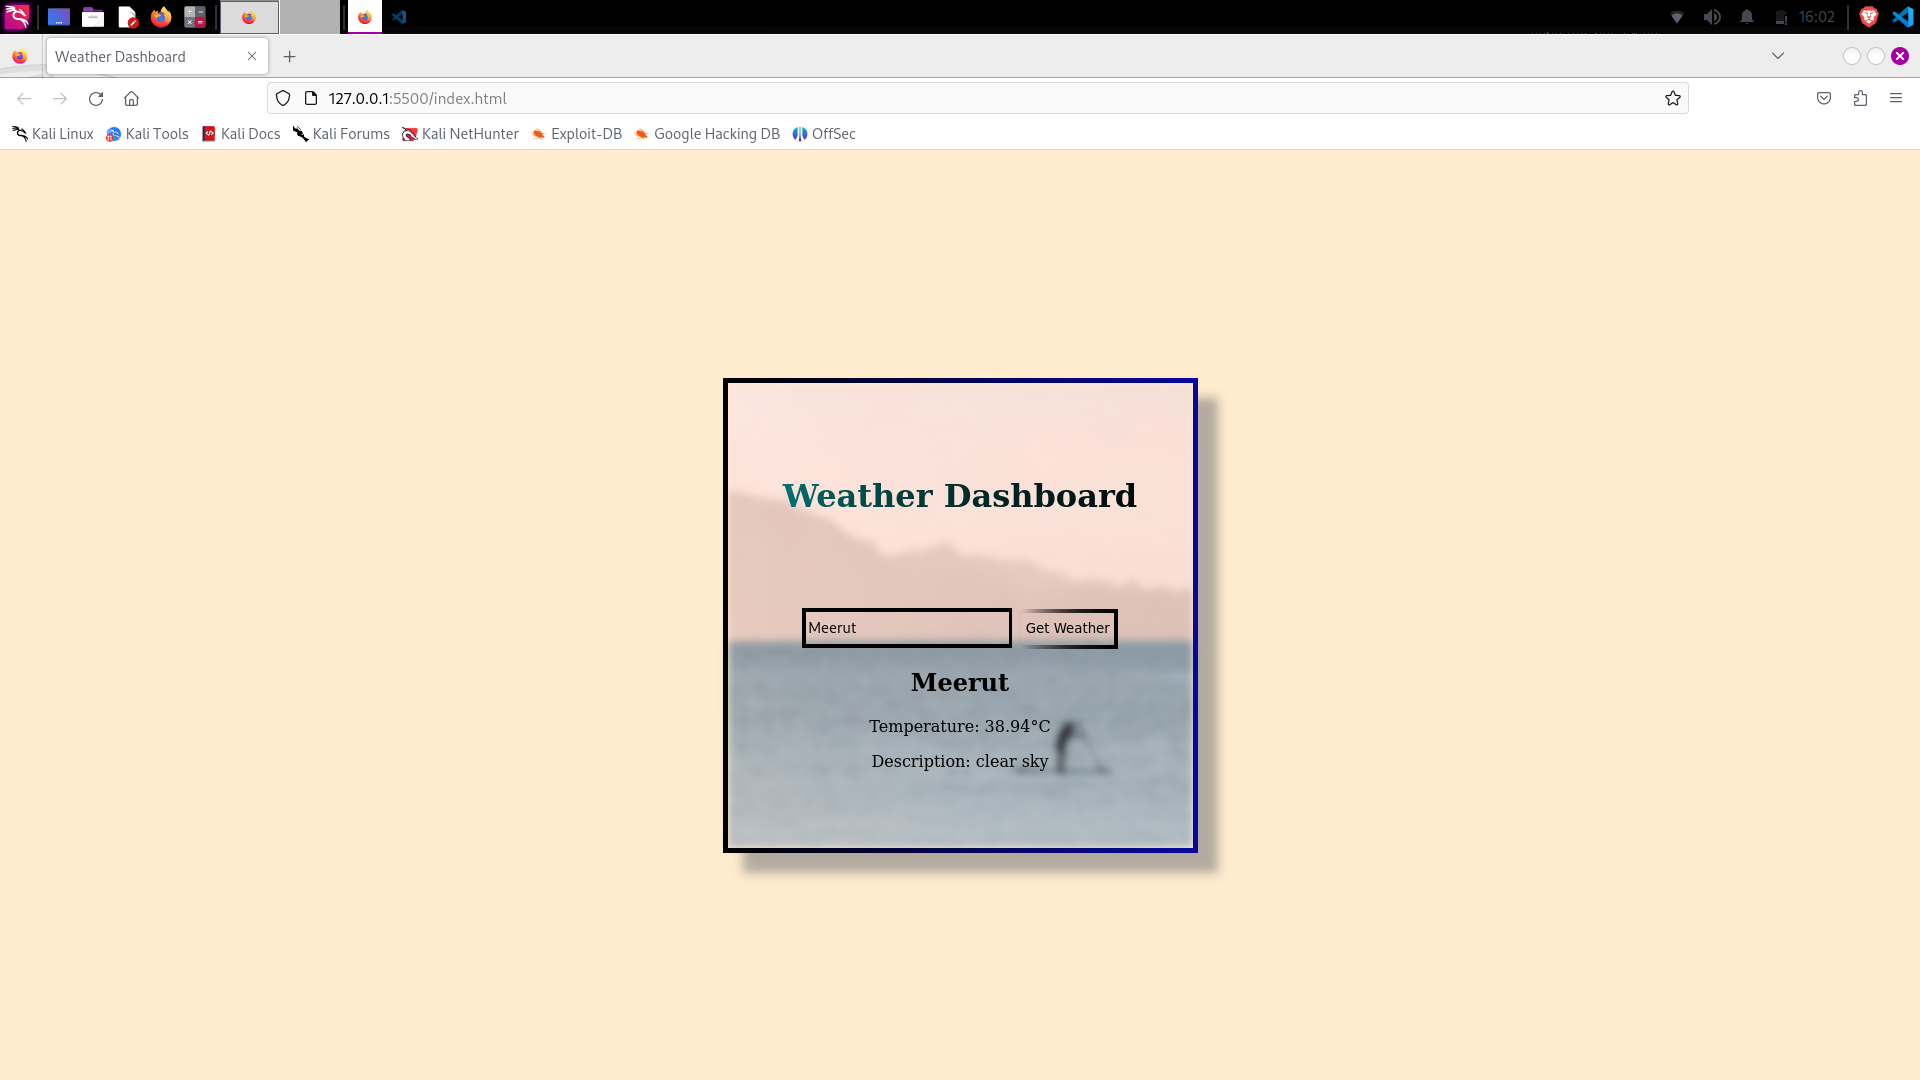 16:02
Weather Dashboard
127.0.0.1:5500/index.html
Kali Linux Kali Tools Kali Docs Kali Forums Kali NetHunter Exploit-DB Google Hacking DB OffSec
Weather Dashboard
Meerut Get Weather
Meerut
Temperature: 38.94°C
Description: clear sky